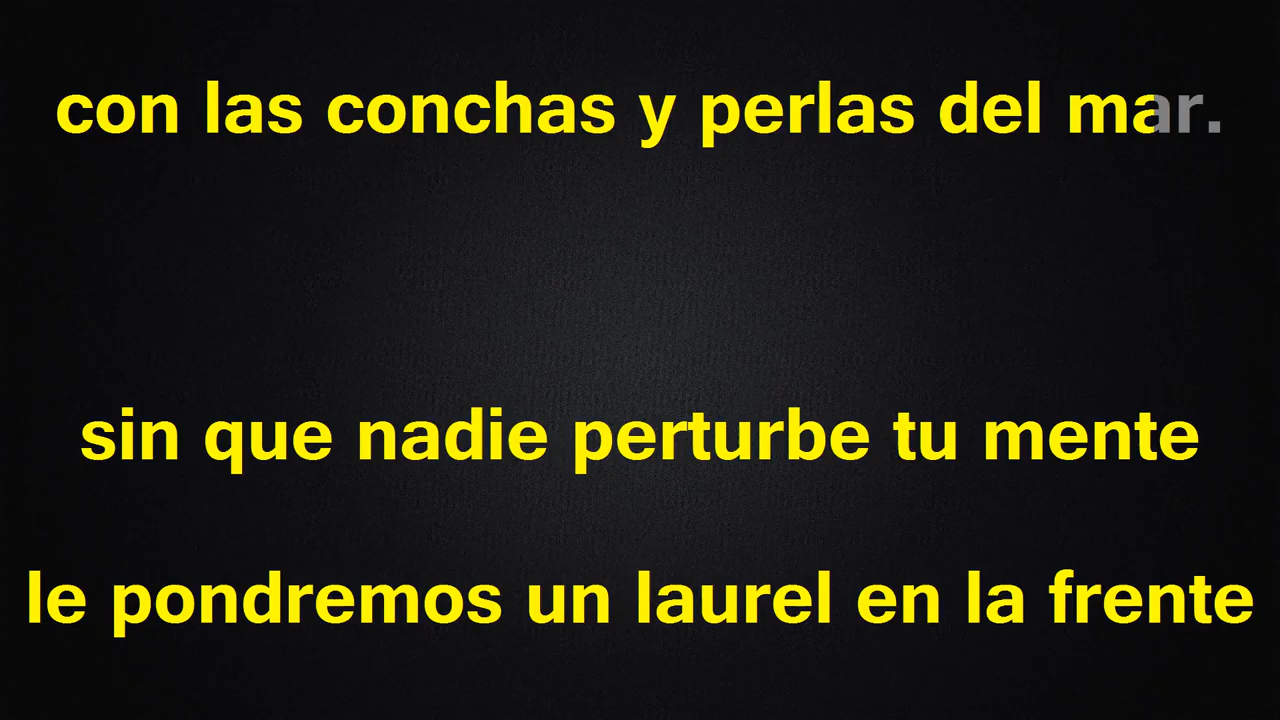 con las conchas y perlas del mar.
sin que nadie perturbe tu mente
le pondremos un laurel en la frente